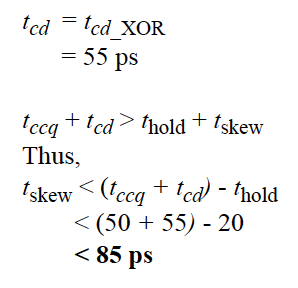 tcd = tcd_XOR
= 55 ps
tccq + tcd > thold + tskew
Thus,
tskew < (tccq + tcd) - thold
< (50 + 55) - 20
< 85 ps